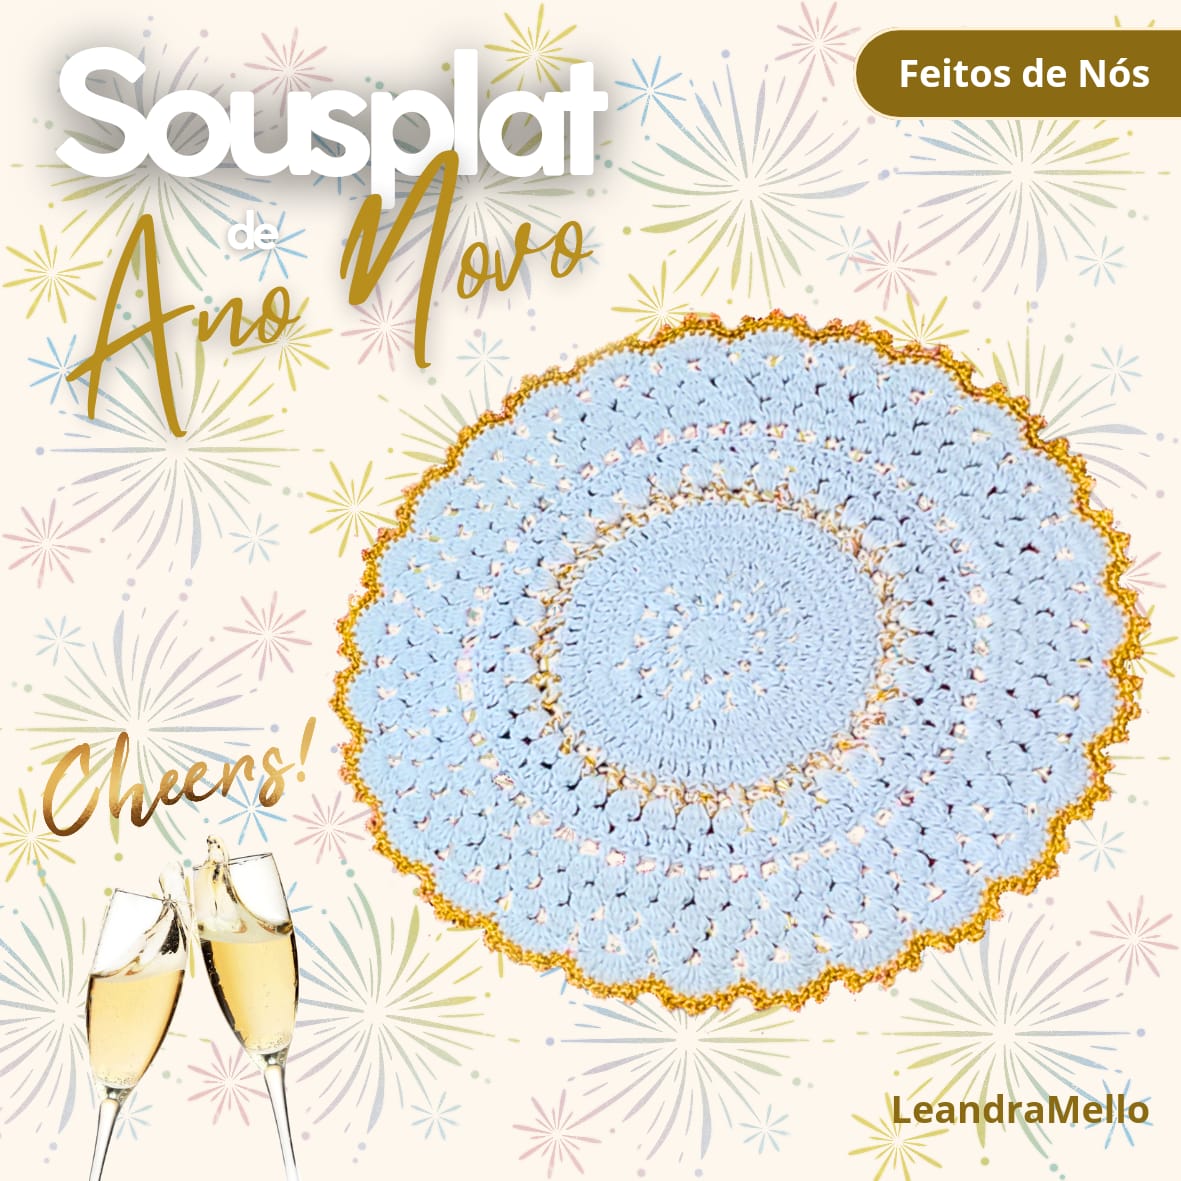 Feitos de Nós
Sousplat
de
Ano Novo
Cheers!
LeandraMello